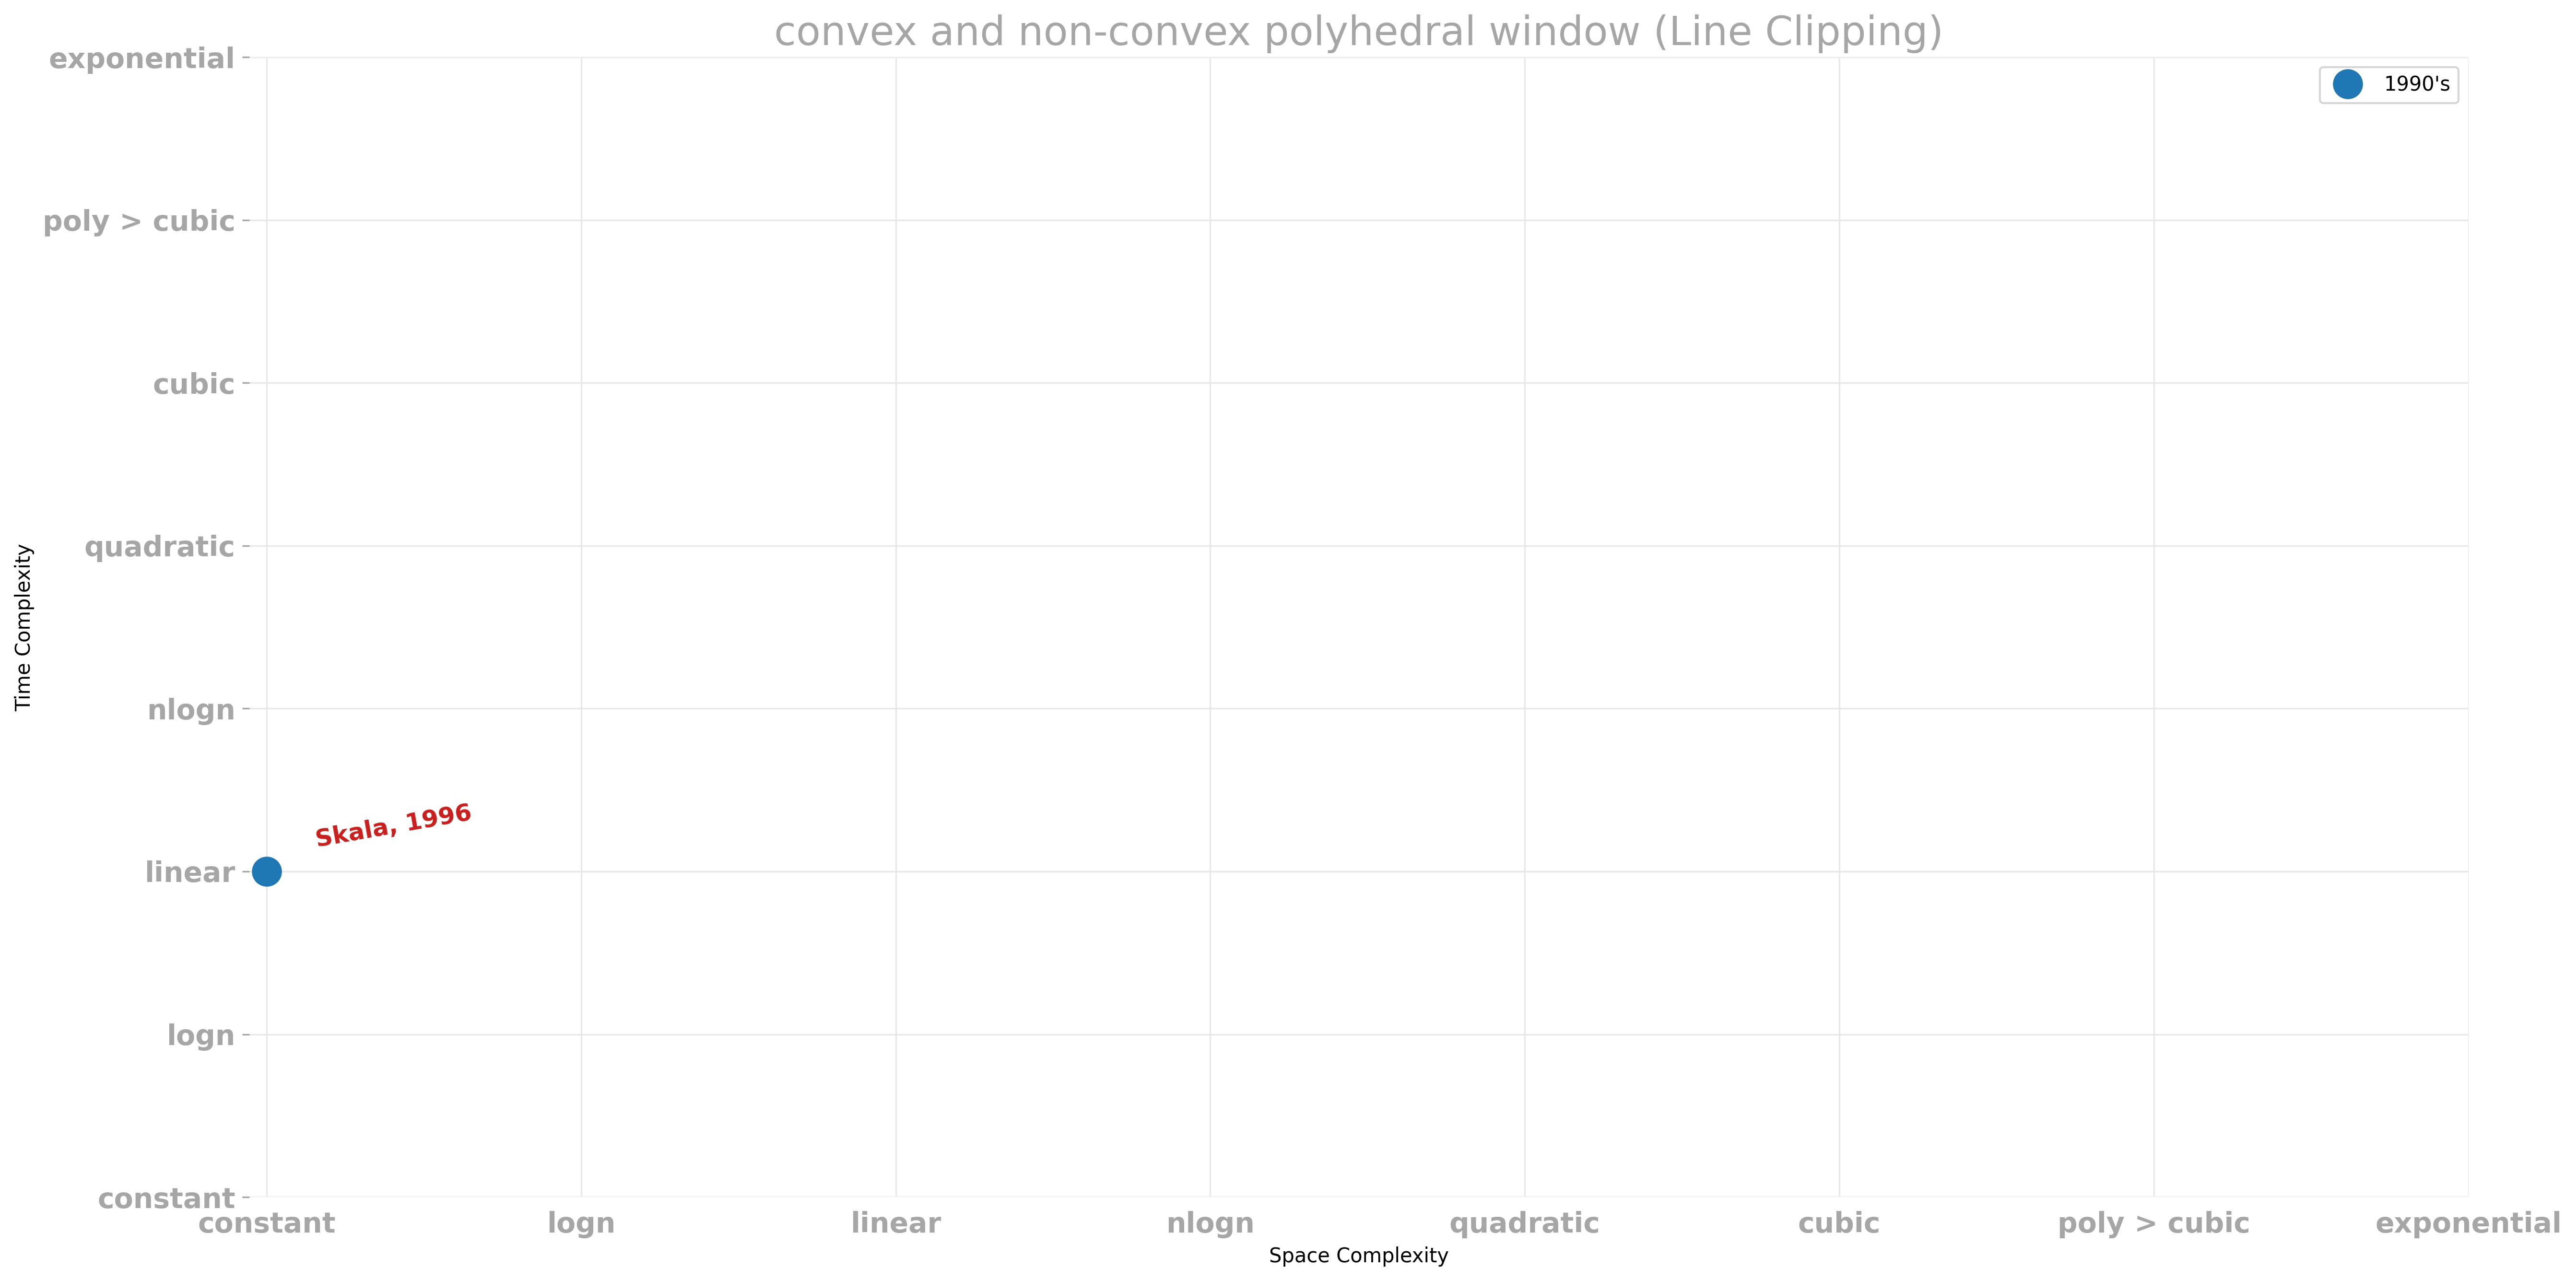 convex and non-convex polyhedral window (Line Clipping)
1990's
exponential
poly > cubic
cubic
quadratic
nlogn
linear
logn
constant
Time Complexity
Skala, 1996
constant
logn
linear
nlogn
quadratic
cubic
poly > cubic
exponential
Space Complexity